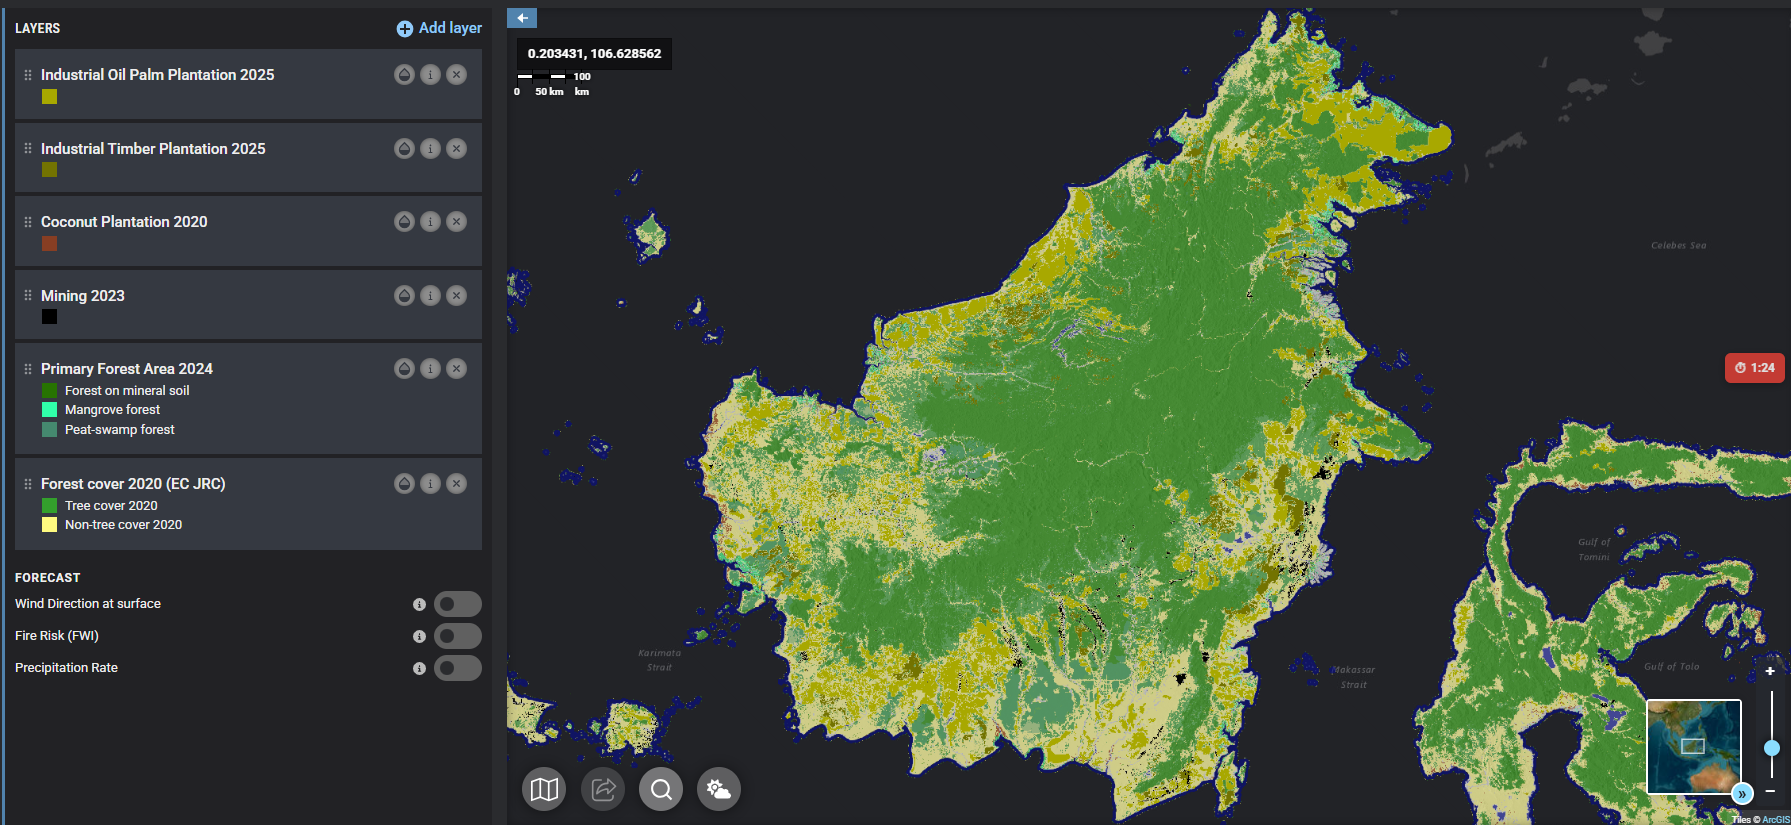 LAYERS
Add layer
Industrial Oil Palm Plantation 2025
Industrial Timber Plantation 2025
Coconut Plantation 2020
Mining 2023
Primary Forest Area 2024
Forest on mineral soil
Mangrove forest
Peat-swamp forest
Forest cover 2020 (EC JRC)
Tree cover 2020
Non-tree cover 2020
FORECAST
Wind Direction at surface
Fire Risk (FWI)
Precipitation Rate
0.203431, 106.628562
100
0 50 km km
Celebes Sea
1:24
Gulf of
Tomini
Karimata
Strait
Makassar
Strait
Gulf of Tolo
+
−
»
Tiles © ArcGIS